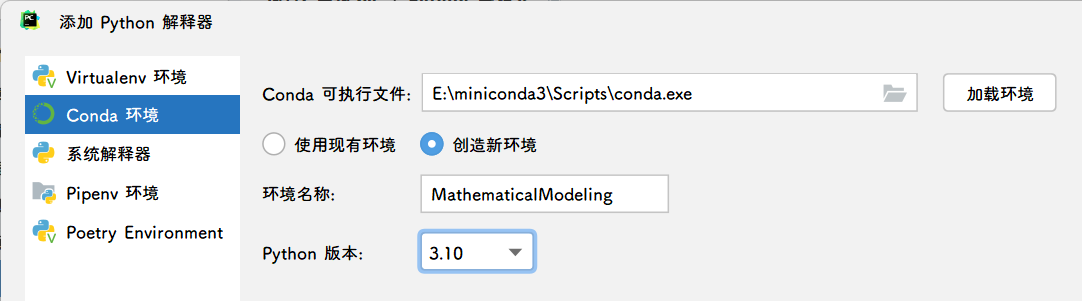 添加 Python 解释器
Virtualenv 环境
Conda 环境
系统解释器
Pipenv 环境
Poetry Environment
Conda 可执行文件: E:\miniconda3\Scripts\conda.exe 加载环境
使用现有环境 创造新环境
环境名称: MathematicalModeling
Python 版本: 3.10